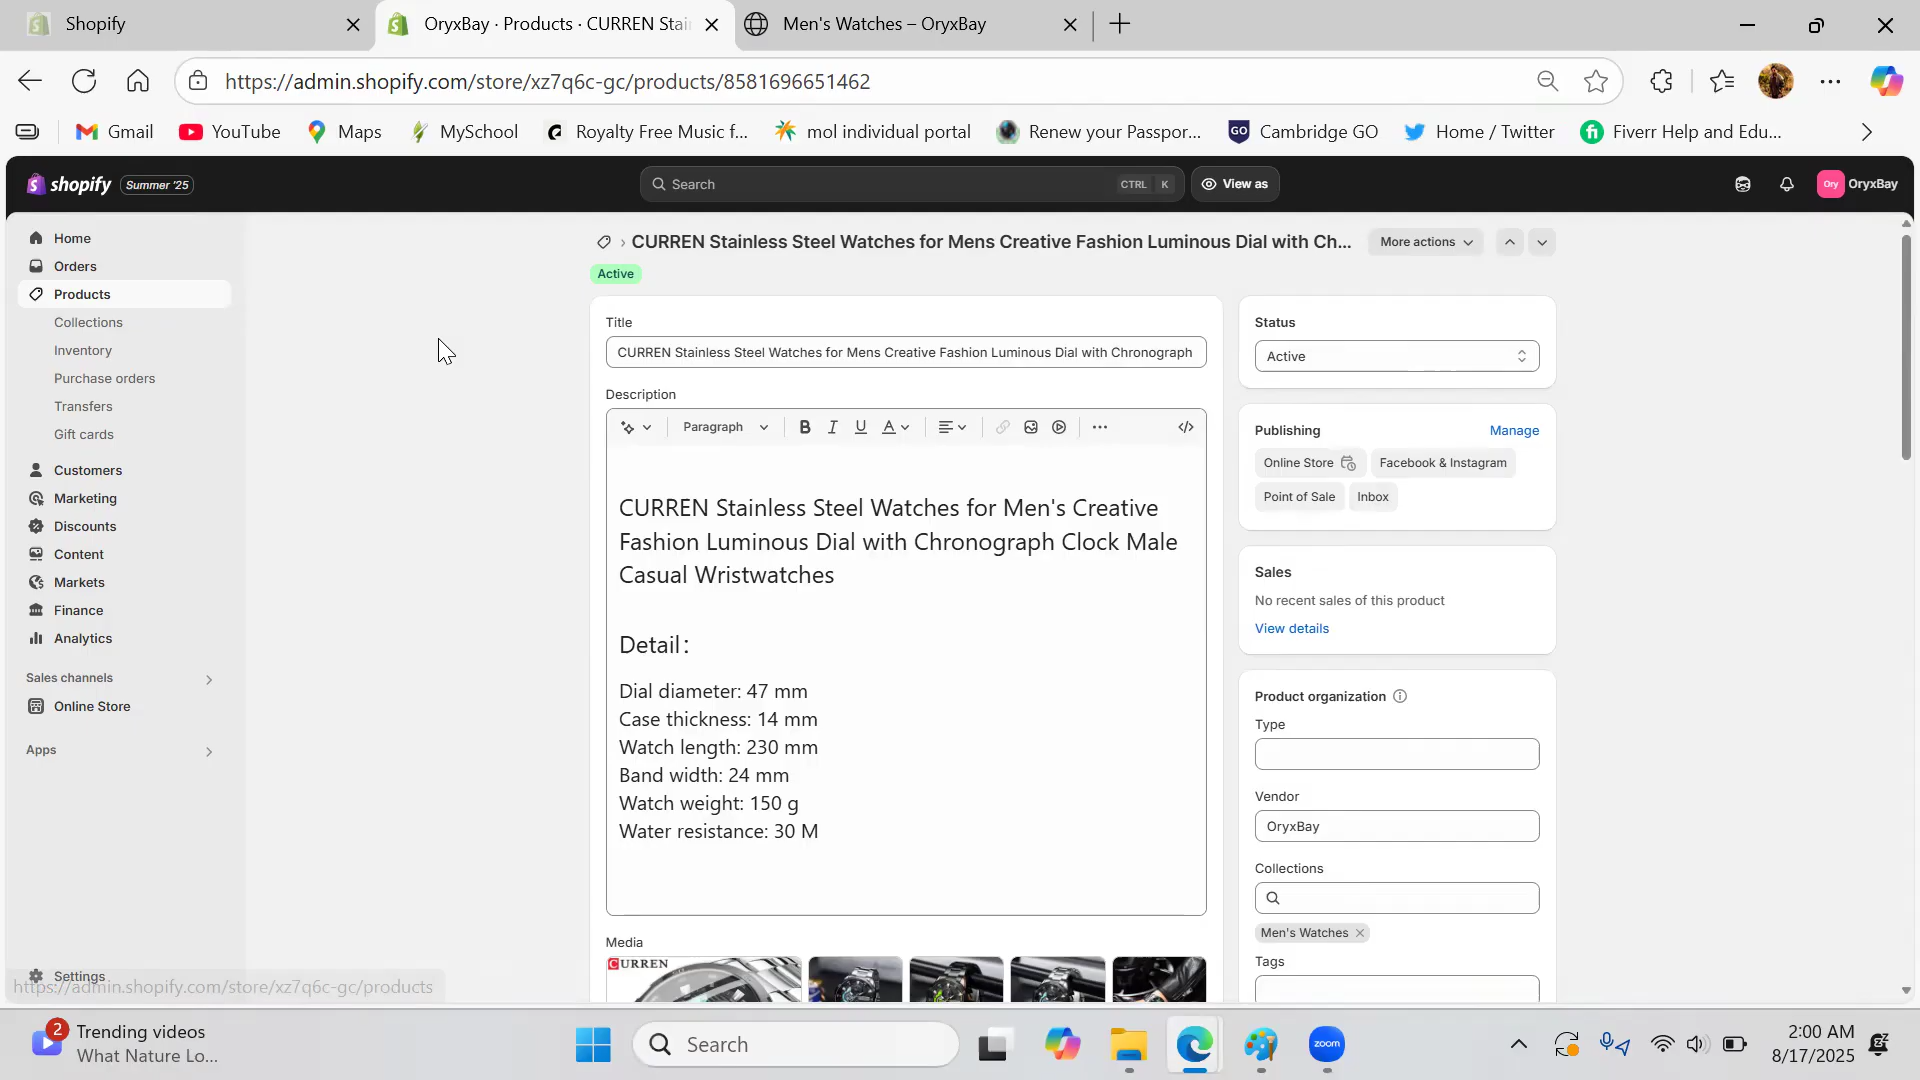 Shopify
OryxBay · Products · CURREN Stai
Men's Watches – OryxBay
https://admin.shopify.com/store/xz7q6c-gc/products/8581696651462
Gmail
YouTube
Maps
MySchool
Royalty Free Music f...
mol individual portal
Renew your Passpor...
GO
Cambridge GO
Home / Twitter
Fiverr Help and Edu...
shopify
Summer '25
Search
CTRL K
View as
Ory
OryxBay
Home
Orders
Products
Collections
Inventory
Purchase orders
Transfers
Gift cards
Customers
Marketing
Discounts
Content
Markets
Finance
Analytics
Sales channels
Online Store
Apps
Settings
https://admin.shopify.com/store/xz7q6c-gc/products
CURREN Stainless Steel Watches for Mens Creative Fashion Luminous Dial with Ch...
More actions
Active
Title
CURREN Stainless Steel Watches for Mens Creative Fashion Luminous Dial with Chronograph
Description
Paragraph
CURREN Stainless Steel Watches for Men's Creative
Fashion Luminous Dial with Chronograph Clock Male
Casual Wristwatches
Detail：
Dial diameter: 47 mm
Case thickness: 14 mm
Watch length: 230 mm
Band width: 24 mm
Watch weight: 150 g
Water resistance: 30 M
Media
CURREN
Status
Active
Publishing
Manage
Online Store
Facebook & Instagram
Point of Sale
Inbox
Sales
No recent sales of this product
View details
Product organization
Type
Vendor
OryxBay
Collections
Men's Watches
Tags
2
Trending videos
What Nature Lo...
Search
zoom
2:00 AM
8/17/2025